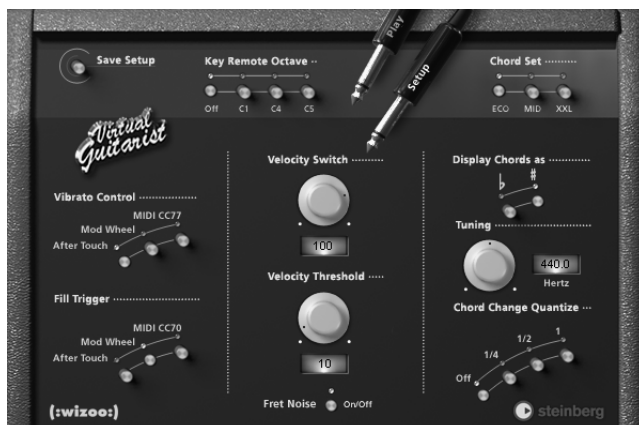 Play
Setup
Save Setup
Key Remote Octave
Off C1 C4 C5
Chord Set
ECO MID XXL
Virtual
Guitarist
Velocity Switch
100
Display Chords as
♭ #
Vibrato Control
MIDI CC77
Mod Wheel
After Touch
Tuning
440.0
Hertz
Velocity Threshold
10
Fill Trigger
MIDI CC70
Mod Wheel
After Touch
Chord Change Quantize
Off 1/4 1/2 1
Fret Noise On/Off
(:wizoo:)
steinberg